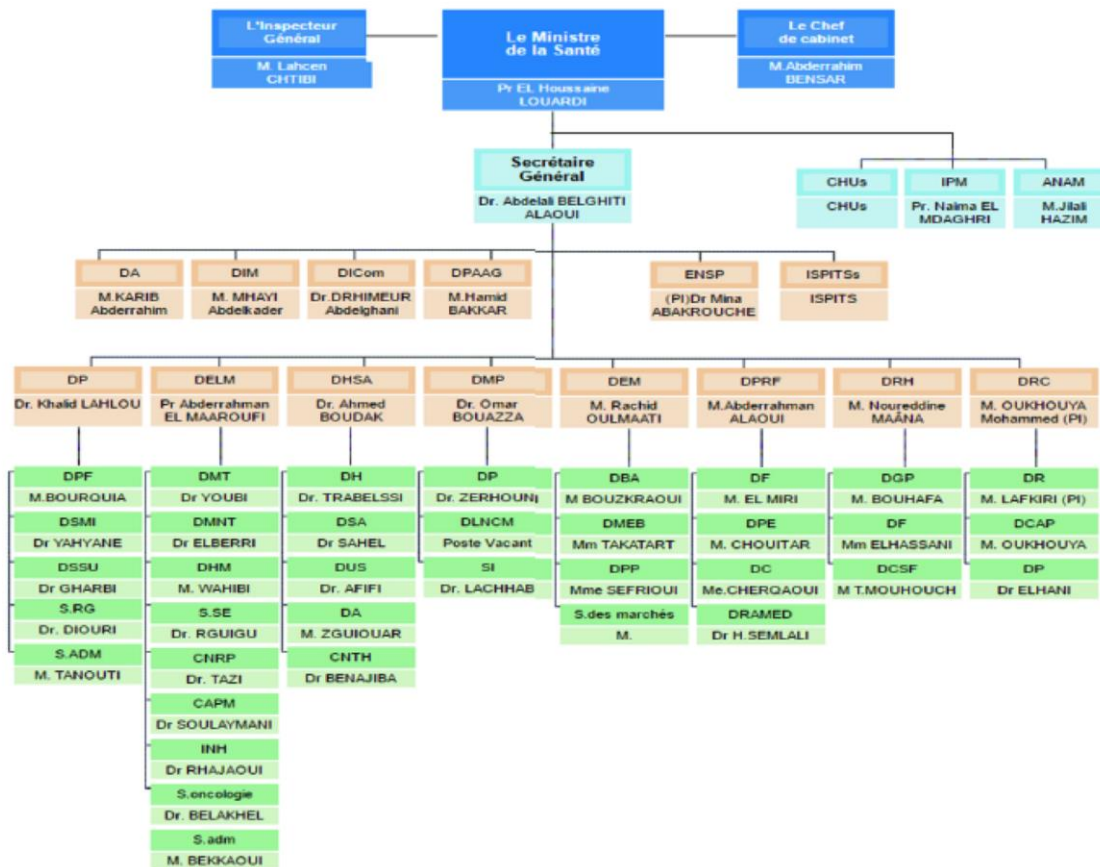 L'Inspecteur
Général
M. Lahcen
CHTIBI
Le Ministre
de la Santé
Pr EL Houssaine
LOUARDI
Le Chef
de cabinet
M.Abderrahim
BENSAR
Secrétaire
Général
Dr. Abdelali BELGHITI
ALAOUI
CHUs
CHUs
IPM
Pr. Naima EL
MDAGHRI
ANAM
M.Jilali
HAZIM
DA
M.KARIB
Abderrahim
DIM
M. MHAYI
Abdelkader
DICom
Dr.DRHIMEUR
Abdelghani
DPAAG
M.Hamid
BAKKAR
ENSP
(PI)Dr Mina
ABAKROUCHE
ISPITSs
ISPITS
DP
Dr. Khalid LAHLOU
DPF
M.BOURQUIA
DSMI
Dr YAHYANE
DSSU
Dr GHARBI
S.RG
Dr. DIOURI
S.ADM
M. TANOUTI
DELM
Pr Abderrahman
EL MAAROUFI
DMT
Dr YOUBI
DMNT
Dr ELBERRI
DHM
M. WAHIBI
S.SE
Dr. RGUIGU
CNRP
Dr. TAZI
CAPM
Dr SOULAYMANI
INH
Dr RHAJAOUI
S.oncologie
Dr. BELAKHEL
S.adm
M. BEKKAOUI
DHSA
Dr. Ahmed
BOUDAK
DH
Dr. TRABELSSI
DSA
Dr SAHEL
DUS
Dr. AFIFI
DA
M. ZGUIOUAR
CNTH
Dr BENAJIBA
DMP
Dr. Omar
BOUAZZA
DP
Dr. ZERHOUNI
DLNCM
Poste Vacant
SI
Dr. LACHHAB
DEM
M. Rachid
OULMAATI
DBA
M BOUZKRAOUI
DMEB
Mm TAKATART
DPP
Mme SEFRIOUI
S.des marchés
M.
DPRF
M.Abderrahman
ALAOUI
DF
M. EL MIRI
DPE
M. CHOUITAR
DC
Me.CHERQAOUI
DRAMED
Dr H.SEMLALI
DRH
M. Noureddine
MAÂNA
DGP
M. BOUHAFA
DF
Mm ELHASSANI
DCSF
M T.MOUHOUCH
DRC
M. OUKHOUYA
Mohammed (PI)
DR
M. LAFKIRI (PI)
DCAP
M. OUKHOUYA
DP
Dr ELHANI